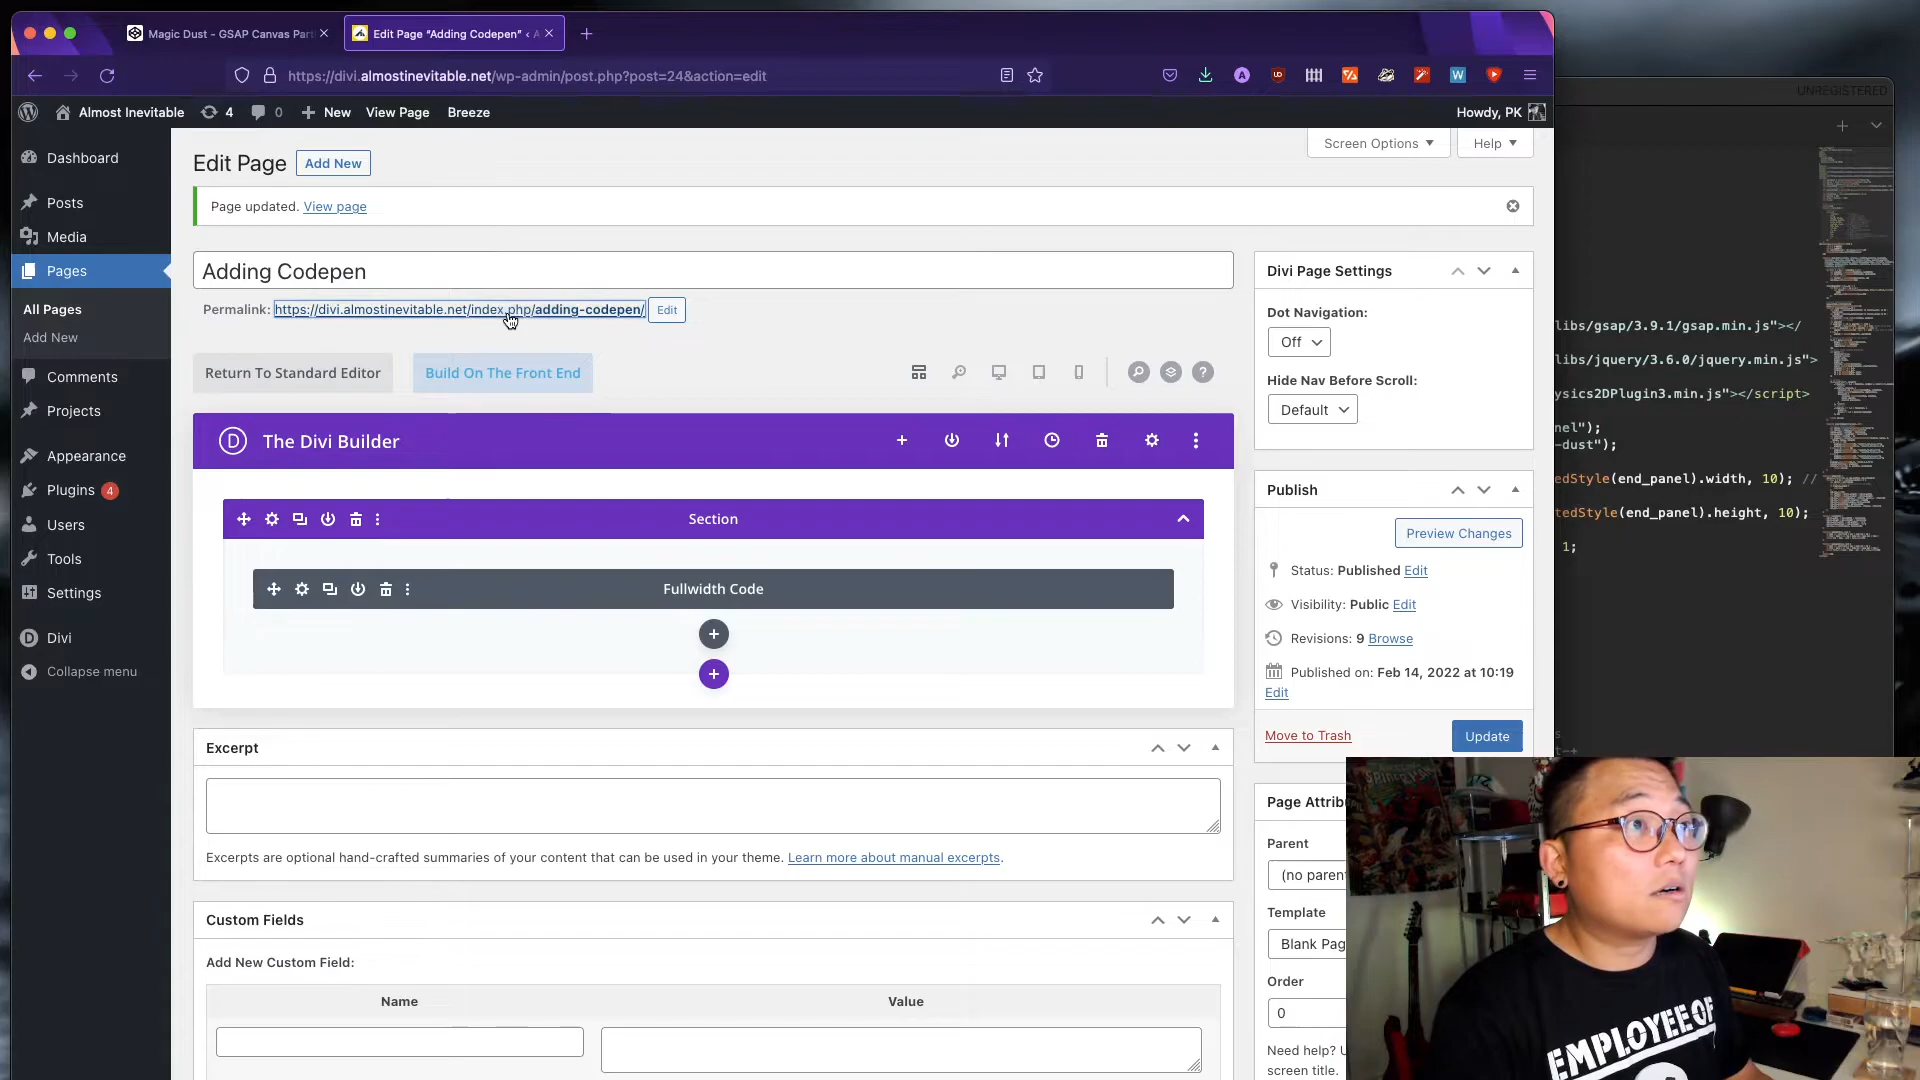 Magic Dust - GSAP Canvas Part
Edit Page “Adding Codepen” ‹ A
https://divi.almostinevitable.net/wp-admin/post.php?post=24&action=edit
UNREGISTERED
Almost Inevitable
4
0
New
View Page
Breeze
Howdy, PK
Dashboard
Posts
Media
Pages
All Pages
Add New
Comments
Projects
Appearance
Plugins 4
Users
Tools
Settings
Divi
Collapse menu
Screen Options
Help
Edit Page
Add New
Page updated. View page
Adding Codepen
Permalink: https://divi.almostinevitable.net/index.php/adding-codepen/ Edit
Return To Standard Editor
Build On The Front End
The Divi Builder
Section
Fullwidth Code
Excerpt
Excerpts are optional hand-crafted summaries of your content that can be used in your theme. Learn more about manual excerpts.
Custom Fields
Add New Custom Field:
Name
Value
Divi Page Settings
Dot Navigation:
Off
Hide Nav Before Scroll:
Default
Publish
Preview Changes
Status: Published Edit
Visibility: Public Edit
Revisions: 9 Browse
Published on: Feb 14, 2022 at 10:19
Edit
Move to Trash
Update
Page Attrib
Parent
(no paren
Template
Blank Pag
Order
0
Need help? U
screen title.
libs/gsap/3.9.1/gsap.min.js"></
libs/jquery/3.6.0/jquery.min.js">
ysics2DPlugin3.min.js"></script>
nel");
-dust");
edStyle(end_panel).width, 10); //
tedStyle(end_panel).height, 10);
1;
EMPLOYEE OF